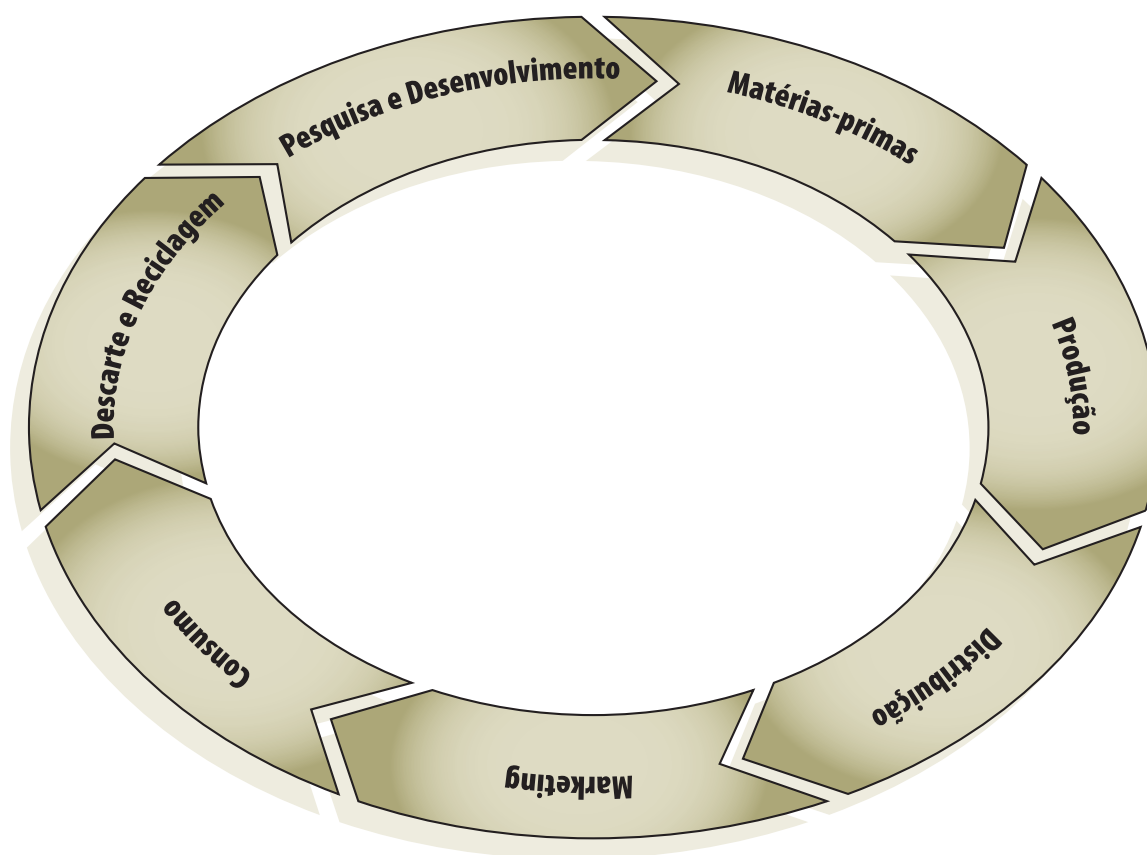 Pesquisa e Desenvolvimento
Matérias-primas
Produção
Distribuição
Marketing
Consumo
Descarte e Reciclagem